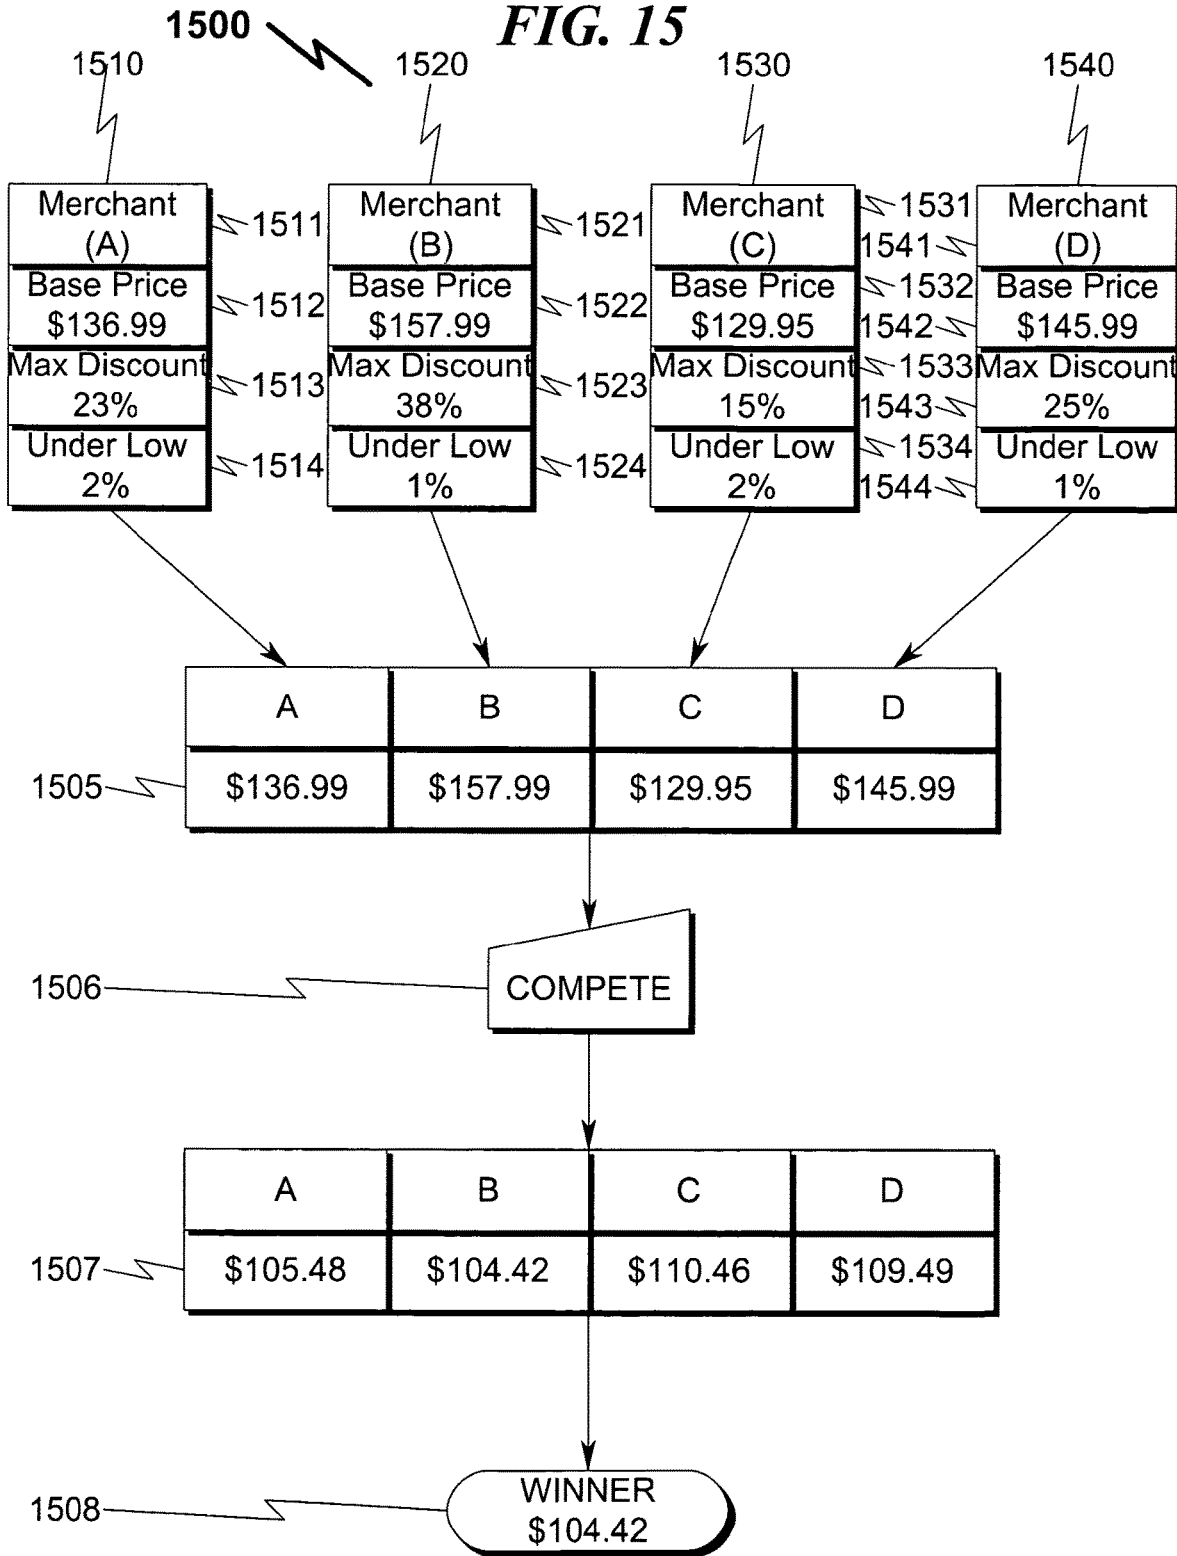 FIG. 15
1500
1510
1520
1530
1540
Merchant
(A)
1511
Base Price
$136.99
1512
Max Discount
23%
1513
Under Low
2%
1514
Merchant
(B)
1521
Base Price
$157.99
1522
Max Discount
38%
1523
Under Low
1%
1524
Merchant
(C)
1531
Base Price
$129.95
1532
Max Discount
15%
1533
Under Low
2%
1534
Merchant
(D)
1541
Base Price
$145.99
1542
Max Discount
25%
1543
Under Low
1%
1544
A B C D
1505 $136.99 $157.99 $129.95 $145.99
1506 COMPETE
A B C D
1507 $105.48 $104.42 $110.46 $109.49
WINNER
1508 $104.42